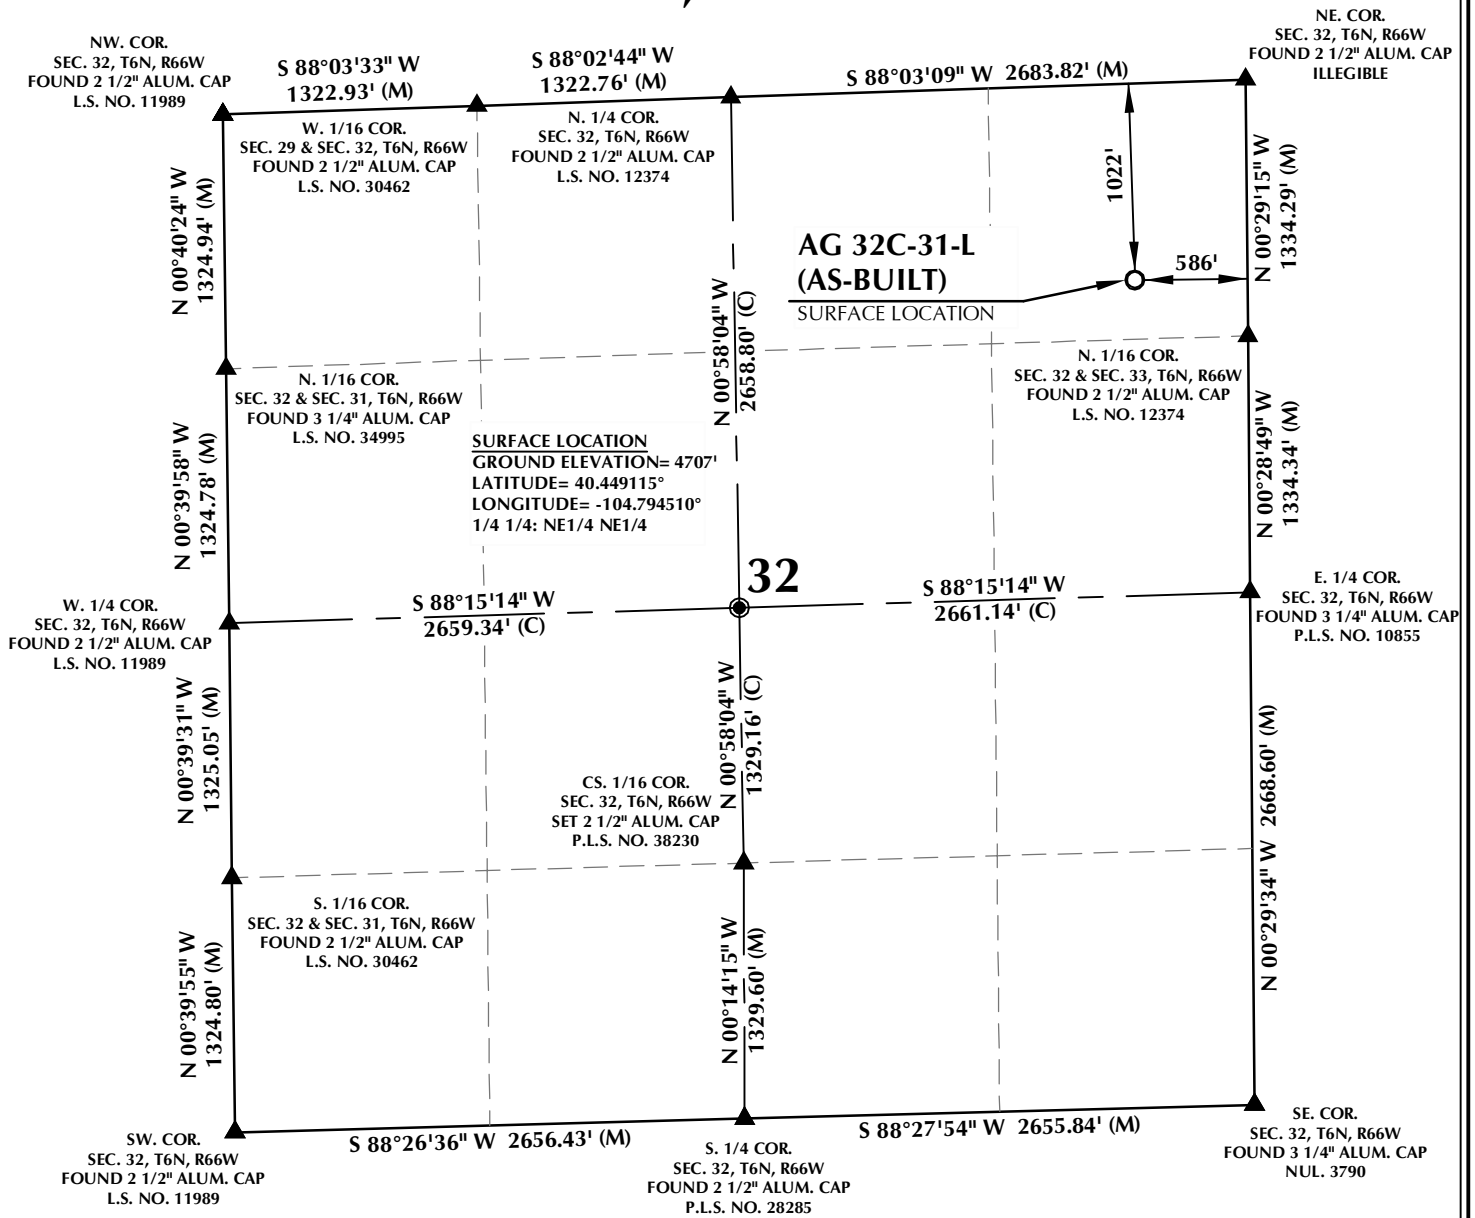 NW. COR.
SEC. 32, T6N, R66W
FOUND 2 1/2" ALUM. CAP
L.S. NO. 11989
S 88°03'33" W
1322.93' (M)
S 88°02'44" W
1322.76' (M)
S 88°03'09" W 2683.82' (M)
NE. COR.
SEC. 32, T6N, R66W
FOUND 2 1/2" ALUM. CAP
ILLEGIBLE
W. 1/16 COR.
SEC. 29 & SEC. 32, T6N, R66W
FOUND 2 1/2" ALUM. CAP
L.S. NO. 30462
N. 1/4 COR.
SEC. 32, T6N, R66W
FOUND 2 1/2" ALUM. CAP
L.S. NO. 12374
N 00°40'24" W
1324.94' (M)
1022'
N 00°29'15" W
1334.29' (M)
AG 32C-31-L
(AS-BUILT)
SURFACE LOCATION
586'
N 00°58'04" W
2658.80' (C)
N. 1/16 COR.
SEC. 32 & SEC. 31, T6N, R66W
FOUND 3 1/4" ALUM. CAP
L.S. NO. 34995
N. 1/16 COR.
SEC. 32 & SEC. 33, T6N, R66W
FOUND 2 1/2" ALUM. CAP
L.S. NO. 12374
N 00°39'58" W
1324.78' (M)
SURFACE LOCATION
GROUND ELEVATION= 4707'
LATITUDE= 40.449115°
LONGITUDE= -104.794510°
1/4 1/4: NE1/4 NE1/4
N 00°28'49" W
1334.34' (M)
32
W. 1/4 COR.
SEC. 32, T6N, R66W
FOUND 2 1/2" ALUM. CAP
L.S. NO. 11989
S 88°15'14" W
2659.34' (C)
S 88°15'14" W
2661.14' (C)
E. 1/4 COR.
SEC. 32, T6N, R66W
FOUND 3 1/4" ALUM. CAP
P.L.S. NO. 10855
N 00°39'31" W
1325.05' (M)
N 00°58'04" W
1329.16' (C)
CS. 1/16 COR.
SEC. 32, T6N, R66W
SET 2 1/2" ALUM. CAP
P.L.S. NO. 38230
N 00°29'34" W 2668.60' (M)
S. 1/16 COR.
SEC. 32 & SEC. 31, T6N, R66W
FOUND 2 1/2" ALUM. CAP
L.S. NO. 30462
N 00°39'55" W
1324.80' (M)
N 00°14'15" W
1329.60' (M)
SW. COR.
SEC. 32, T6N, R66W
FOUND 2 1/2" ALUM. CAP
L.S. NO. 11989
S 88°26'36" W 2656.43' (M)
S. 1/4 COR.
SEC. 32, T6N, R66W
FOUND 2 1/2" ALUM. CAP
P.L.S. NO. 28285
S 88°27'54" W 2655.84' (M)
SE. COR.
SEC. 32, T6N, R66W
FOUND 3 1/4" ALUM. CAP
NUL. 3790